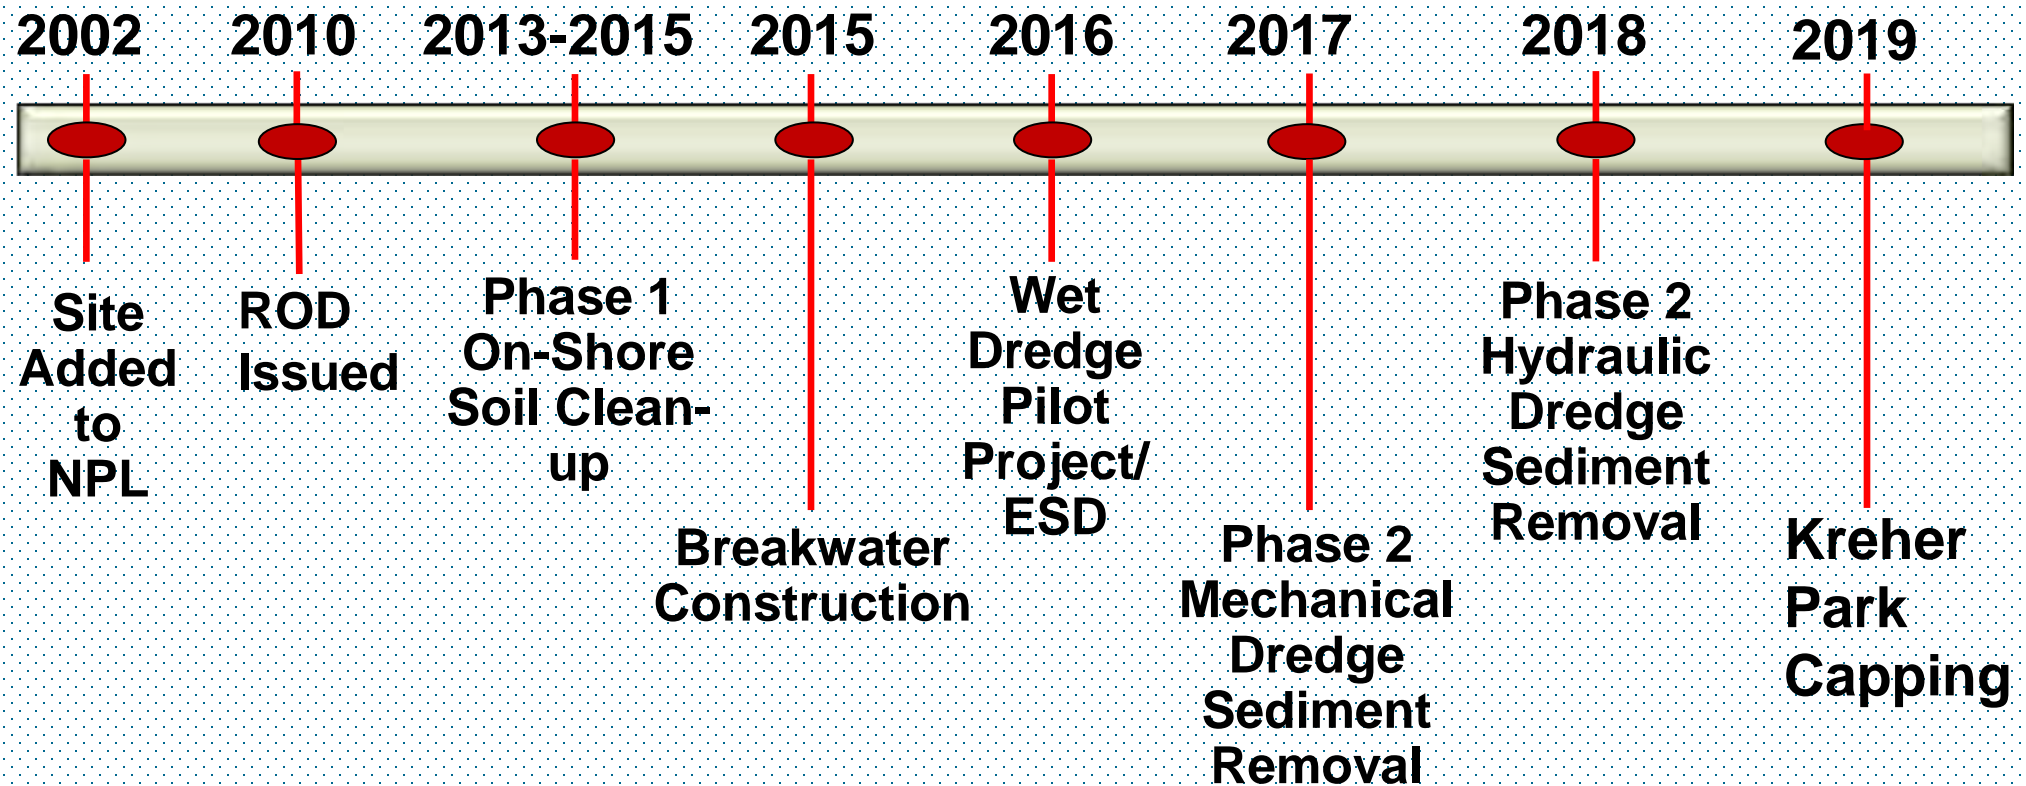 2002
2010
2013-2015
2015
2016
2017
2018
2019
Site
Added
to
NPL
ROD
Issued
Phase 1
On-Shore
Soil Clean-
up
Breakwater
Construction
Wet
Dredge
Pilot
Project/
ESD
Phase 2
Mechanical
Dredge
Sediment
Removal
Phase 2
Hydraulic
Dredge
Sediment
Removal
Kreher
Park
Capping